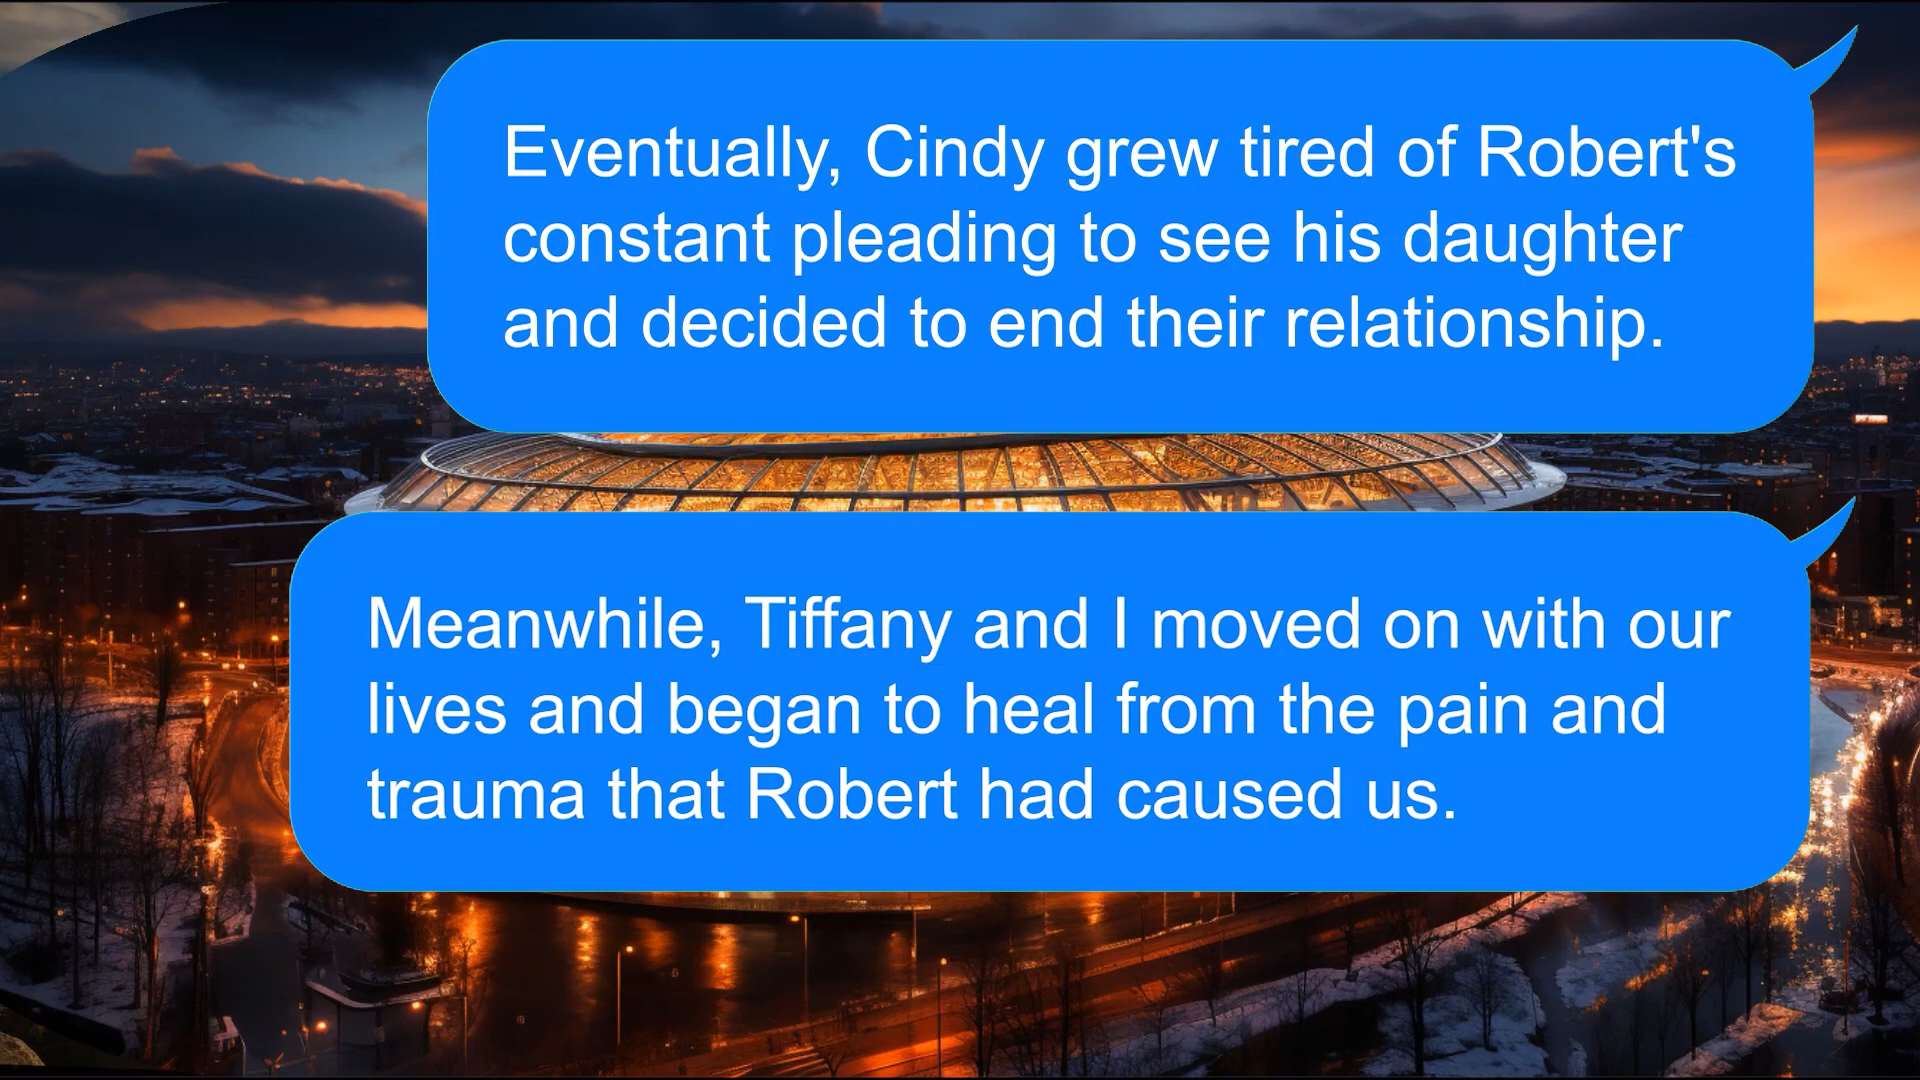 Eventually, Cindy grew tired of Robert's
constant pleading to see his daughter
and decided to end their relationship.
Meanwhile, Tiffany and I moved on with our
lives and began to heal from the pain and
trauma that Robert had caused us.